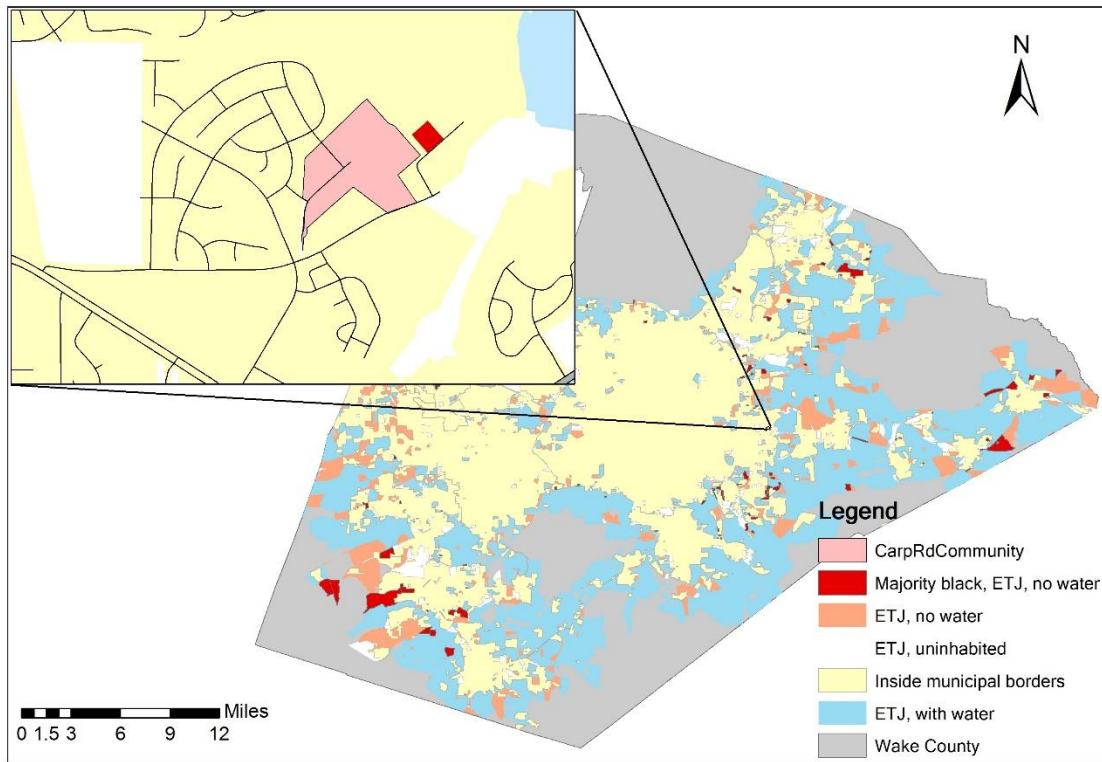 N
Legend
CarpRdCommunity
Majority black, ETJ, no water
ETJ, no water
ETJ, uninhabited
Inside municipal borders
ETJ, with water
Wake County
Miles
0 1.5 3 6 9 12